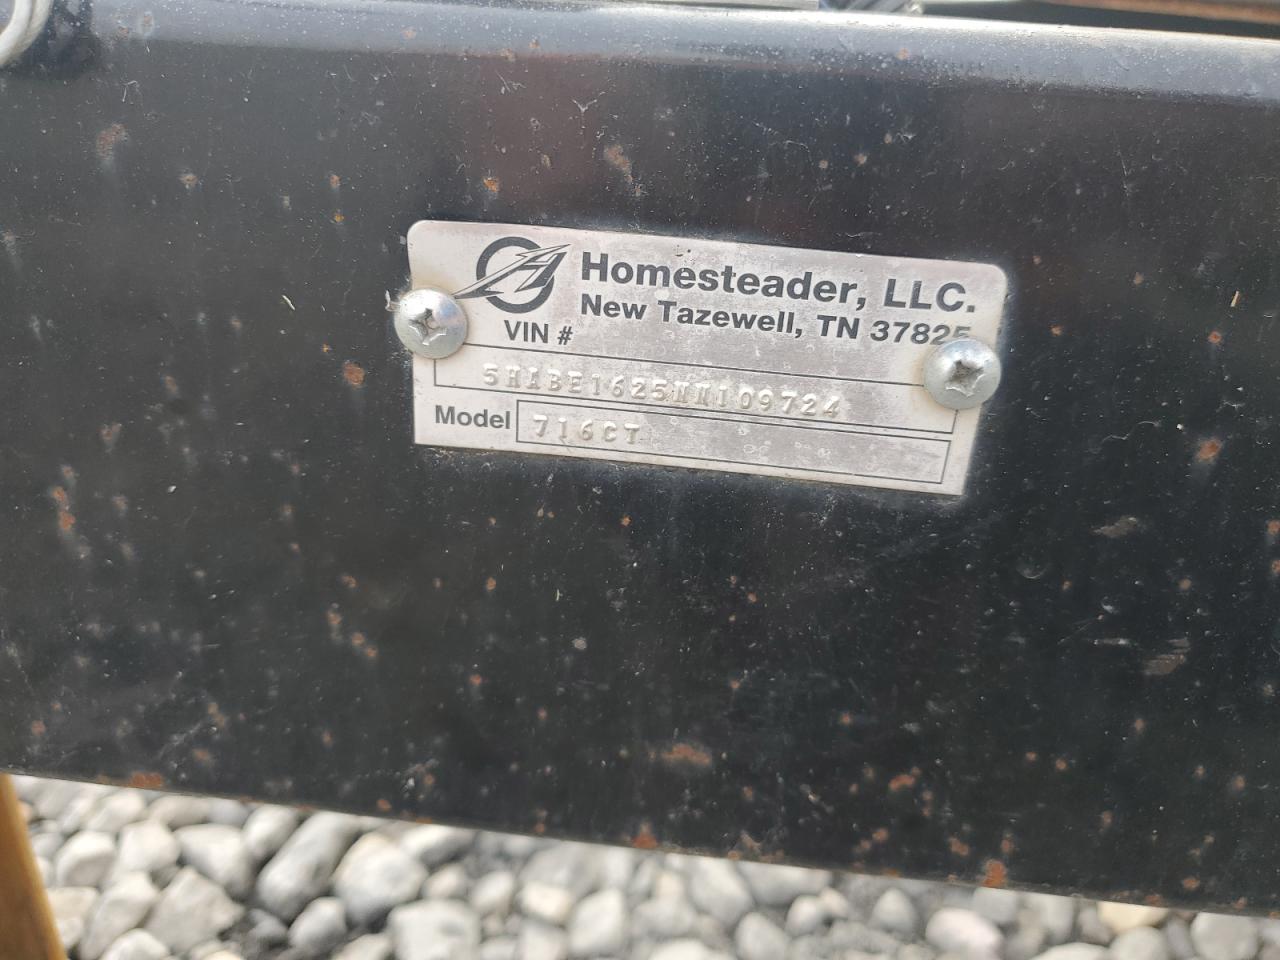 Homesteader, LLC.
New Tazewell, TN 37825
VIN #
5HABE1625NN109724
Model 716CT